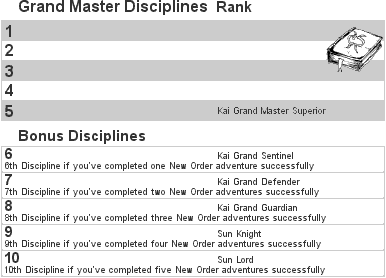 Grand Master Disciplines Rank
1
2
3
4
5 Kai Grand Master Superior
Bonus Disciplines
6 Kai Grand Sentinel
6th Discipline if you've completed one New Order adventure successfully
7 Kai Grand Defender
7th Discipline if you've completed two New Order adventures successfully
8 Kai Grand Guardian
8th Discipline if you've completed three New Order adventures successfully
9 Sun Knight
9th Discipline if you've completed four New Order adventures successfully
10 Sun Lord
10th Discipline if you've completed five New Order adventures successfully